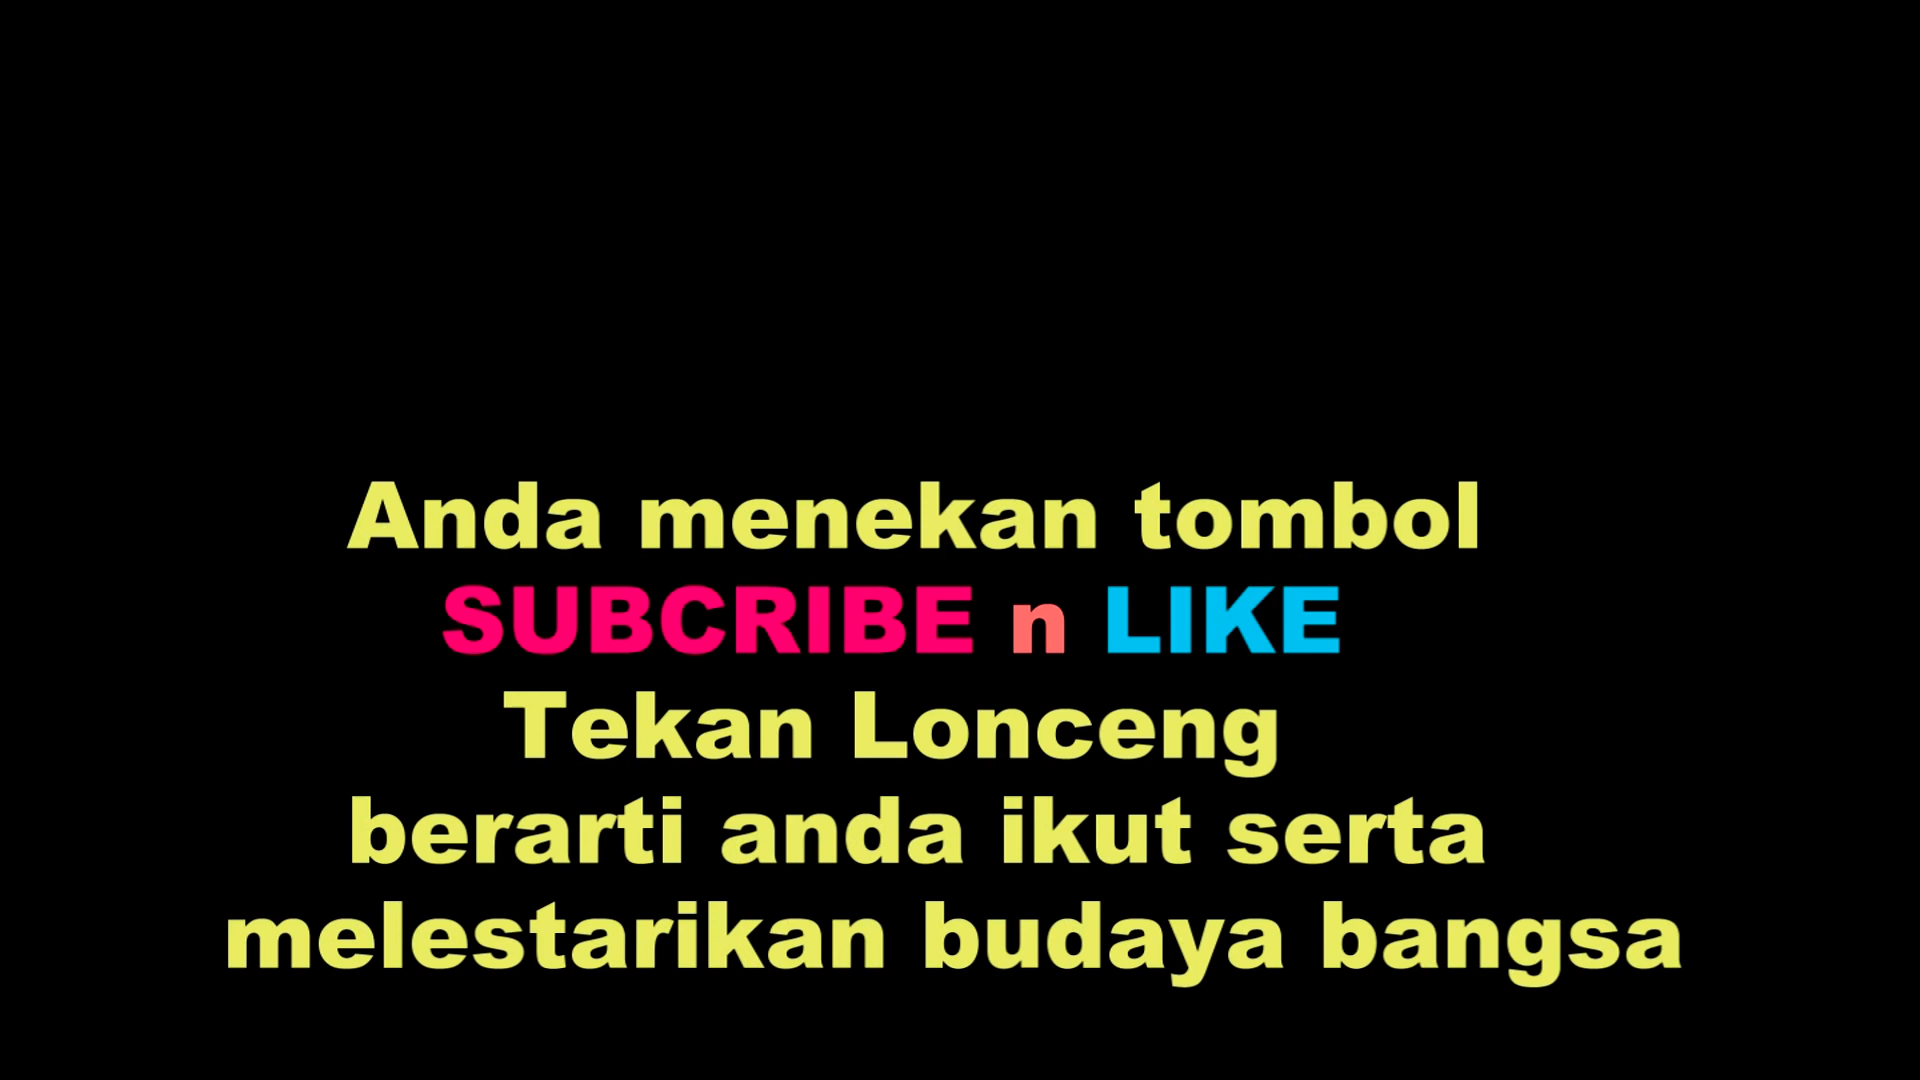 Anda menekan tombol
SUBCRIBE n LIKE
Tekan Lonceng
berarti anda ikut serta
melestarikan budaya bangsa